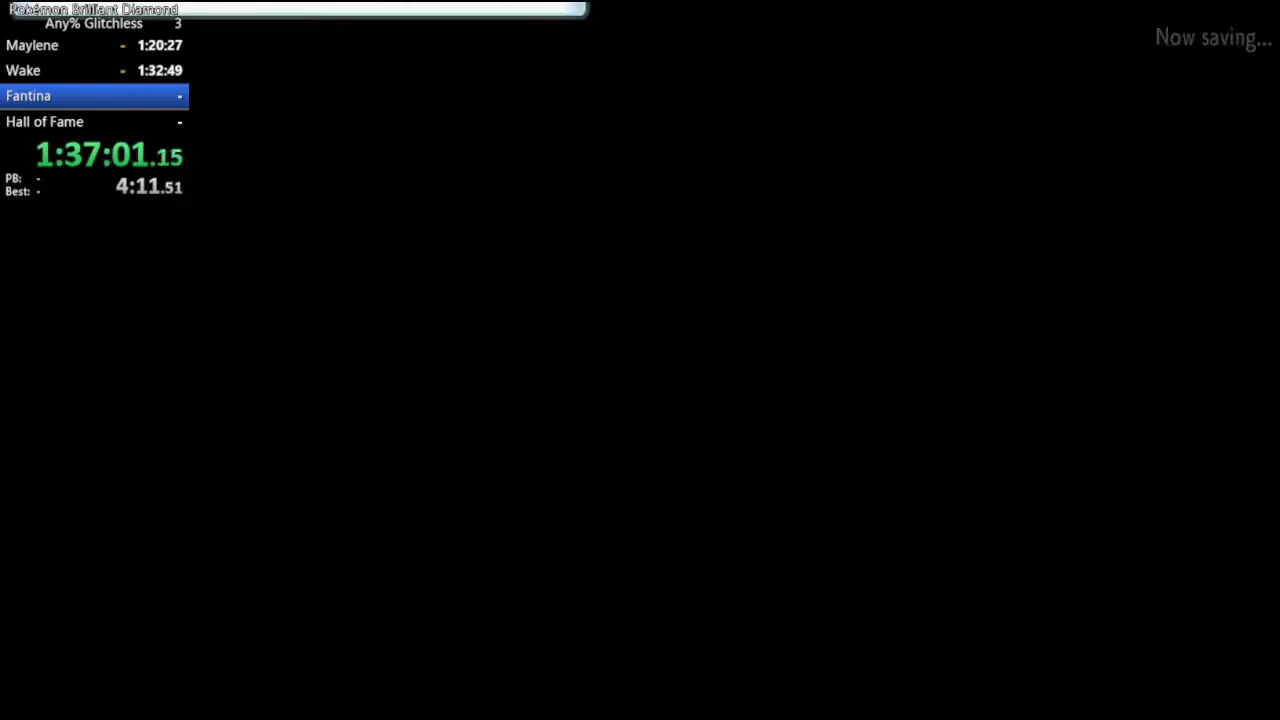 Pokémon Brilliant Diamond
Any% Glitchless 3
Now saving...
Maylene - 1:20:27
Wake - 1:32:49
Fantina -
Hall of Fame -
1:37:01.15
PB: -
Best: - 4:11.51